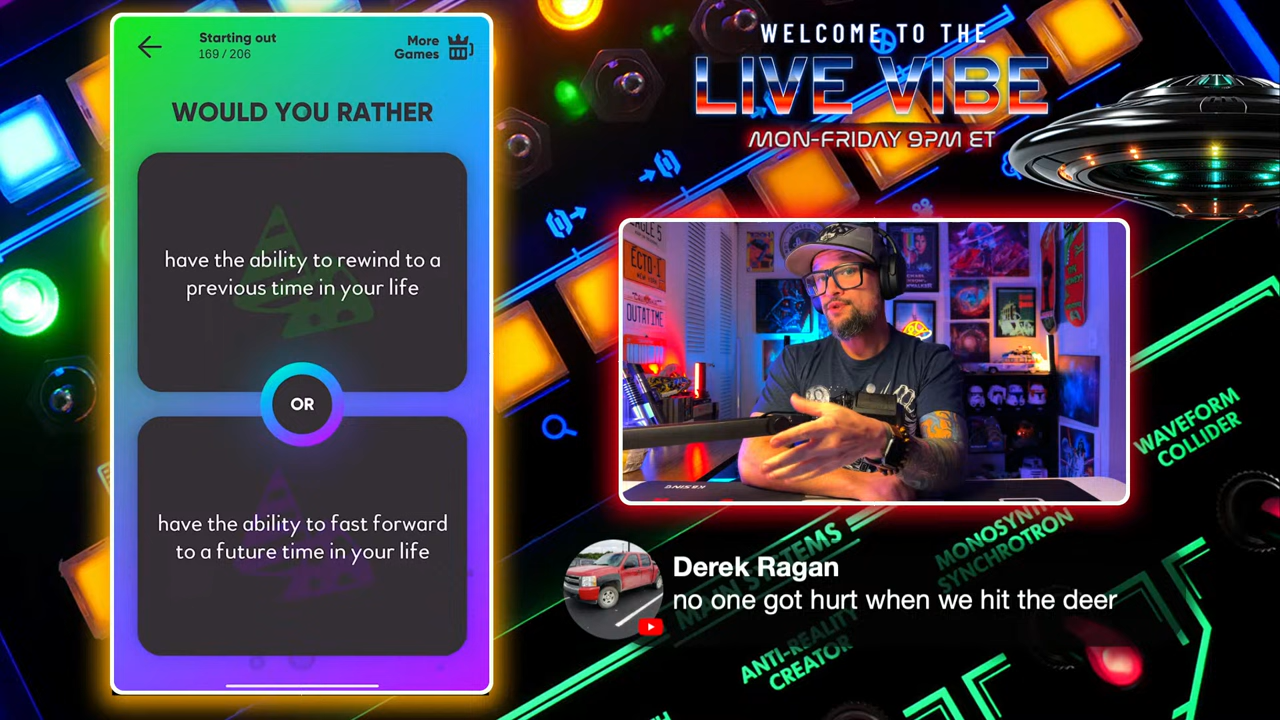 Starting out
169 / 206
More
Games
WOULD YOU RATHER
have the ability to rewind to a
previous time in your life
OR
have the ability to fast forward
to a future time in your life
WELCOME TO THE
LIVE VIBE
MON-FRIDAY 9PM ET
ECTO-1
OUTATIME
Derek Ragan
no one got hurt when we hit the deer
WAVEFORM
COLLIDER
MONOSYNTH
SYNCHROTRON
MAIN SYSTEMS
ANTI-REALITY
CREATOR